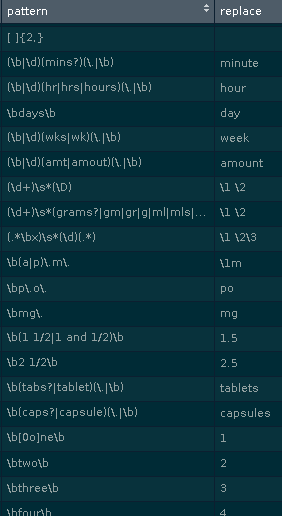 pattern replace
[ ]{2,}
(\b|\d)(mins?)(\.|\b) minute
(\b|\d)(hr|hrs|hours)(\.|\b) hour
\bdays\b day
(\b|\d)(wks|wk)(\.|\b) week
(\b|\d)(amt|amout)(\.|\b) amount
(\d+)\s*(\D) \1 \2
(\d+)\s*(grams?|gm|gr|g|ml|mls|... \1 \2
(.*\bx)\s*(\d)(.*) \1 \2\3
\b(a|p)\.m\. \1m
\bp\.o\. po
\bmg\. mg
\b(1 1/2|1 and 1/2)\b 1.5
\b2 1/2\b 2.5
\b(tabs?|tablet)(\.|\b) tablets
\b(caps?|capsule)(\.|\b) capsules
\b[0o]ne\b 1
\btwo\b 2
\bthree\b 3
\bfour\b 4